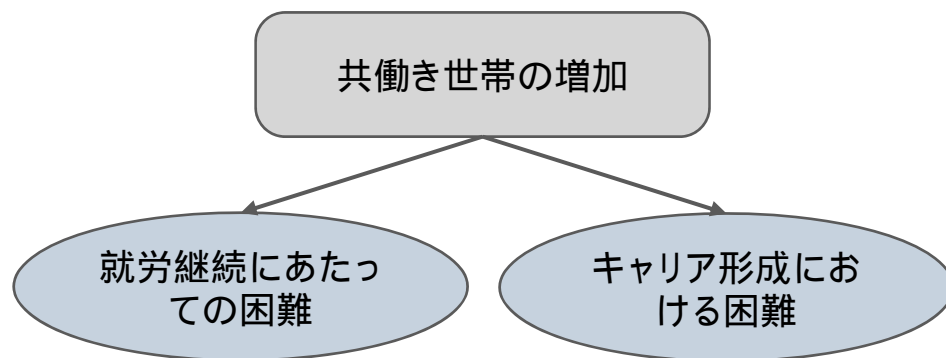 共働き世帯の増加
就労継続にあたっ
ての困難
キャリア形成にお
ける困難